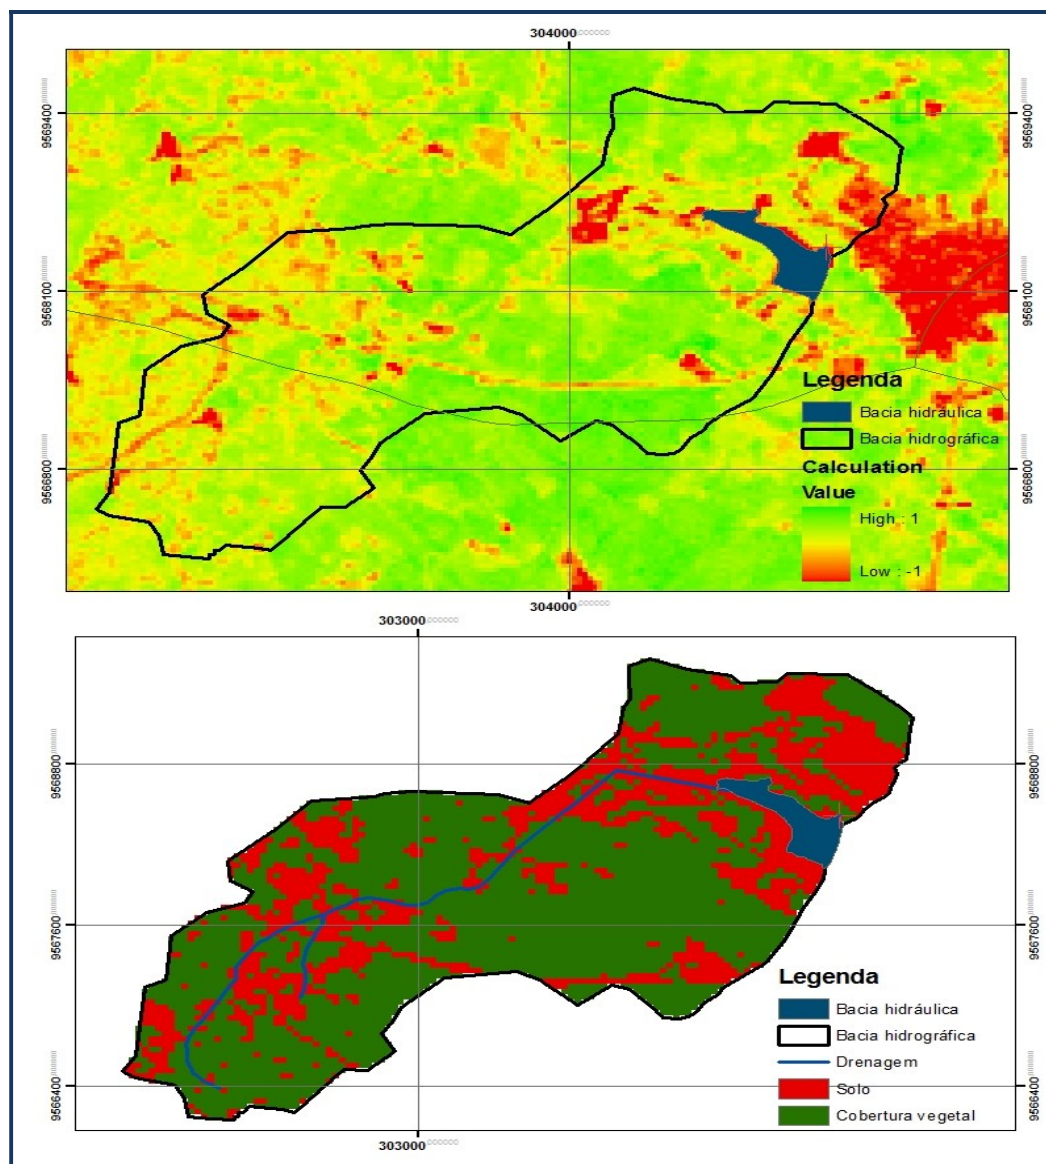 304000
9569400
9569400
9568100
9568100
9566800
9566800
Legenda
Bacia hidráulica
Bacia hidrográfica
Calculation
Value
High : 1
Low : -1
304000
303000
9568800
9568800
9567600
9567600
9566400
9566400
Legenda
Bacia hidráulica
Bacia hidrográfica
Drenagem
Solo
Cobertura vegetal
303000